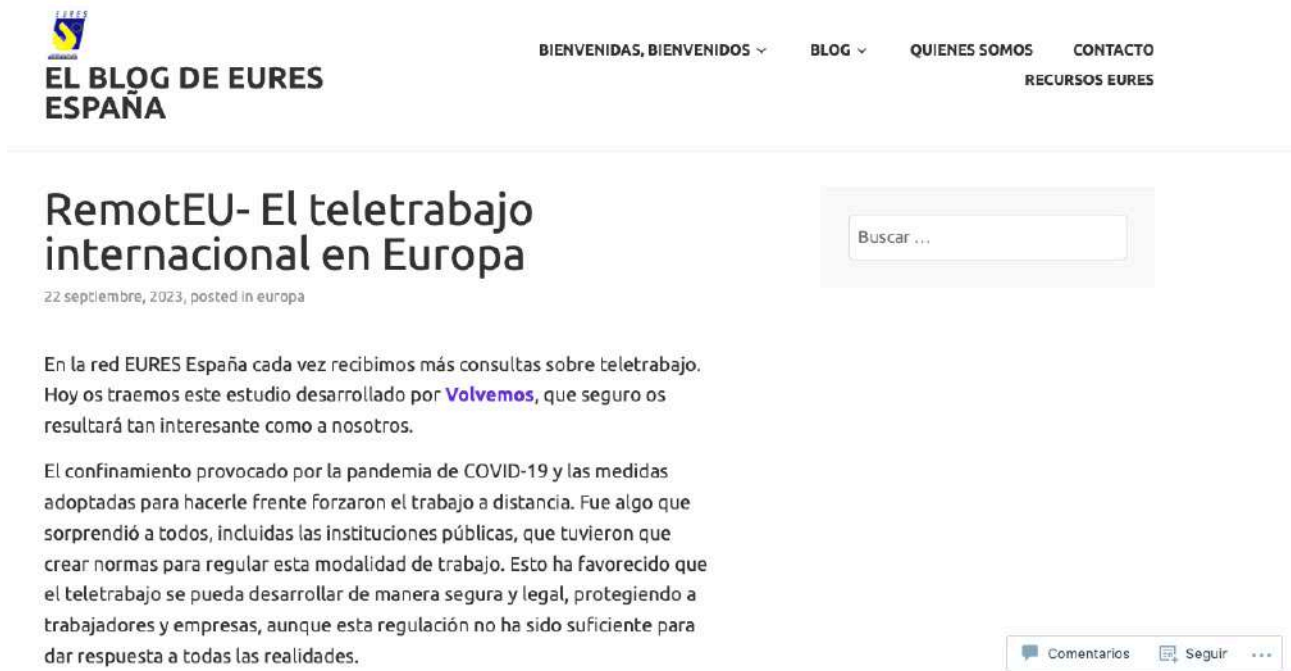 EURES
EL BLOG DE EURES
ESPAÑA
BIENVENIDAS, BIENVENIDOS
BLOG
QUIENES SOMOS
CONTACTO
RECURSOS EURES
RemotEU- El teletrabajo
internacional en Europa
22 septiembre, 2023, posted in europa
Buscar ...
En la red EURES España cada vez recibimos más consultas sobre teletrabajo.
Hoy os traemos este estudio desarrollado por Volvemos, que seguro os
resultará tan interesante como a nosotros.
El confinamiento provocado por la pandemia de COVID-19 y las medidas
adoptadas para hacerle frente forzaron el trabajo a distancia. Fue algo que
sorprendió a todos, incluidas las instituciones públicas, que tuvieron que
crear normas para regular esta modalidad de trabajo. Esto ha favorecido que
el teletrabajo se pueda desarrollar de manera segura y legal, protegiendo a
trabajadores y empresas, aunque esta regulación no ha sido suficiente para
dar respuesta a todas las realidades.
Comentarios
Seguir
...